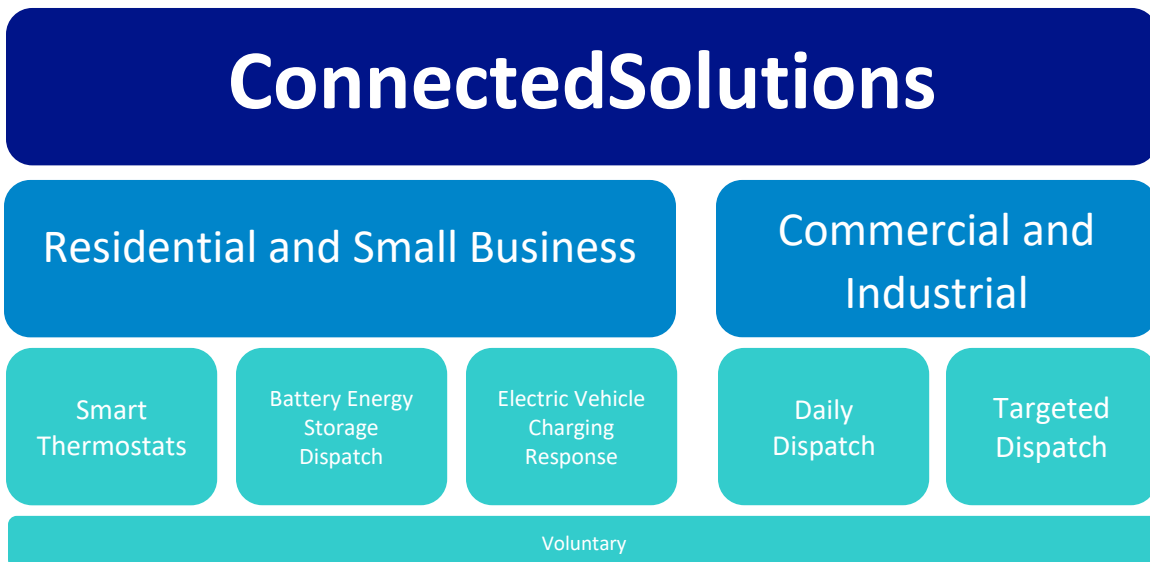 ConnectedSolutions
Residential and Small Business
Commercial and
Industrial
Smart
Thermostats
Battery Energy
Storage
Dispatch
Electric Vehicle
Charging
Response
Daily
Dispatch
Targeted
Dispatch
Voluntary